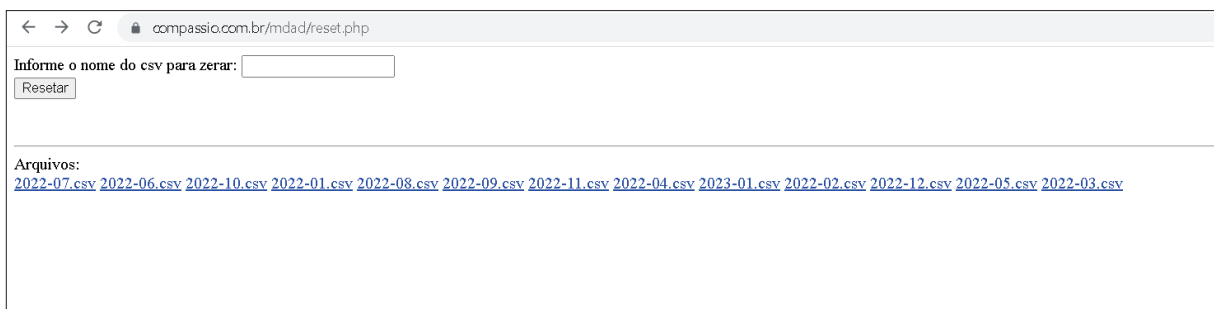 compassio.com.br/mdad/reset.php
Informe o nome do csv para zerar:
Resetar
Arquivos:
2022-07.csv 2022-06.csv 2022-10.csv 2022-01.csv 2022-08.csv 2022-09.csv 2022-11.csv 2022-04.csv 2023-01.csv 2022-02.csv 2022-12.csv 2022-05.csv 2022-03.csv